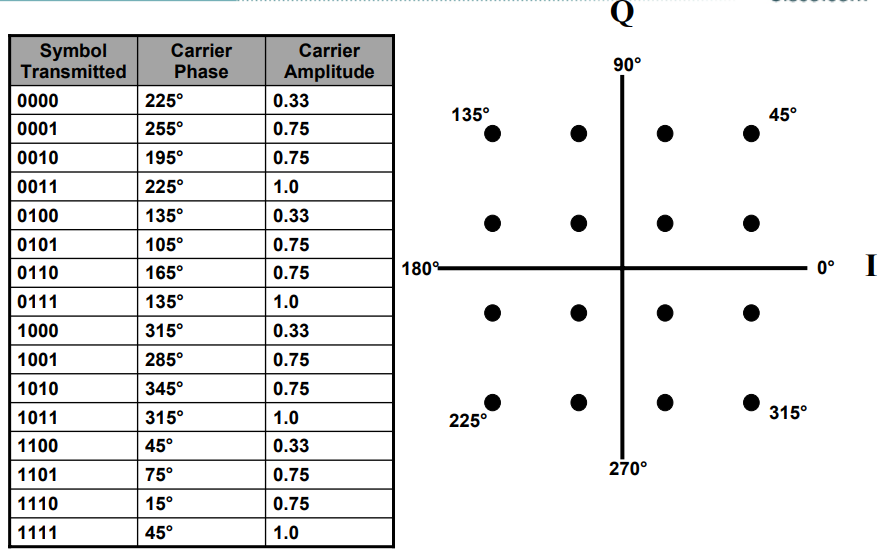 Q
Symbol Transmitted Carrier Phase Carrier Amplitude
0000 225° 0.33
0001 255° 0.75
0010 195° 0.75
0011 225° 1.0
0100 135° 0.33
0101 105° 0.75
0110 165° 0.75
0111 135° 1.0
1000 315° 0.33
1001 285° 0.75
1010 345° 0.75
1011 315° 1.0
1100 45° 0.33
1101 75° 0.75
1110 15° 0.75
1111 45° 1.0
90°
135° 45°
180° 0° I
225° 315°
270°